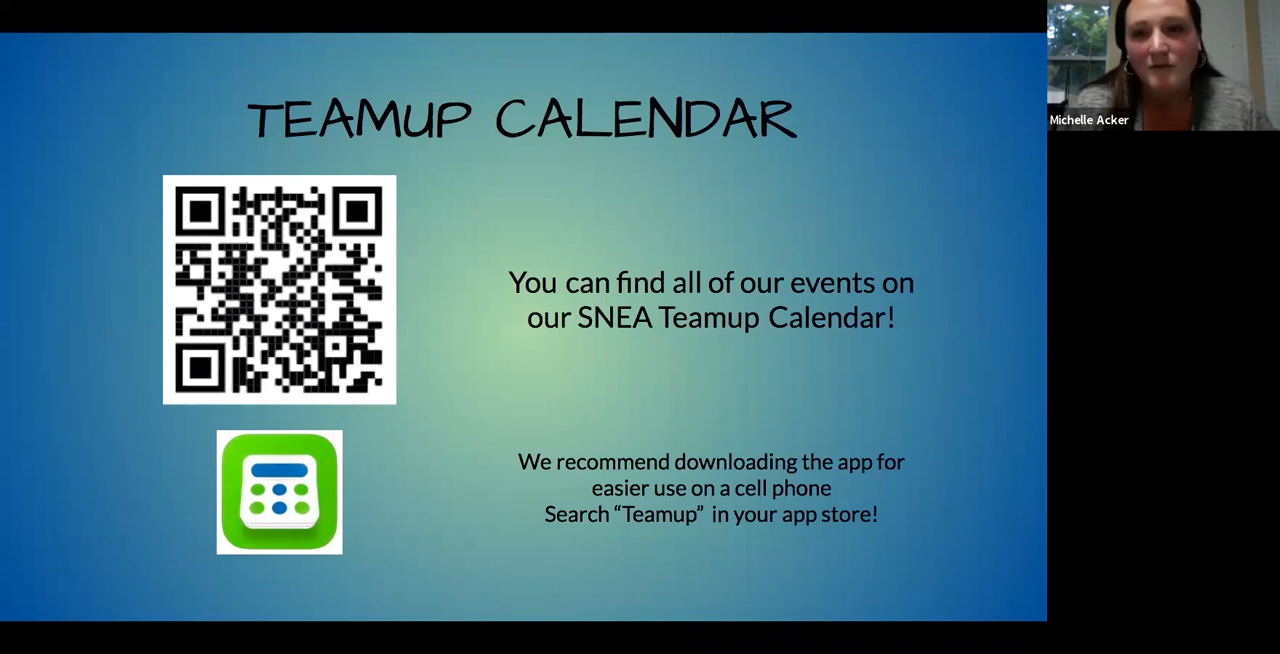 TEAMUP CALENDAR
You can find all of our events on
our SNEA Teamup Calendar!
We recommend downloading the app for
easier use on a cell phone
Search “Teamup” in your app store!
Michelle Acker